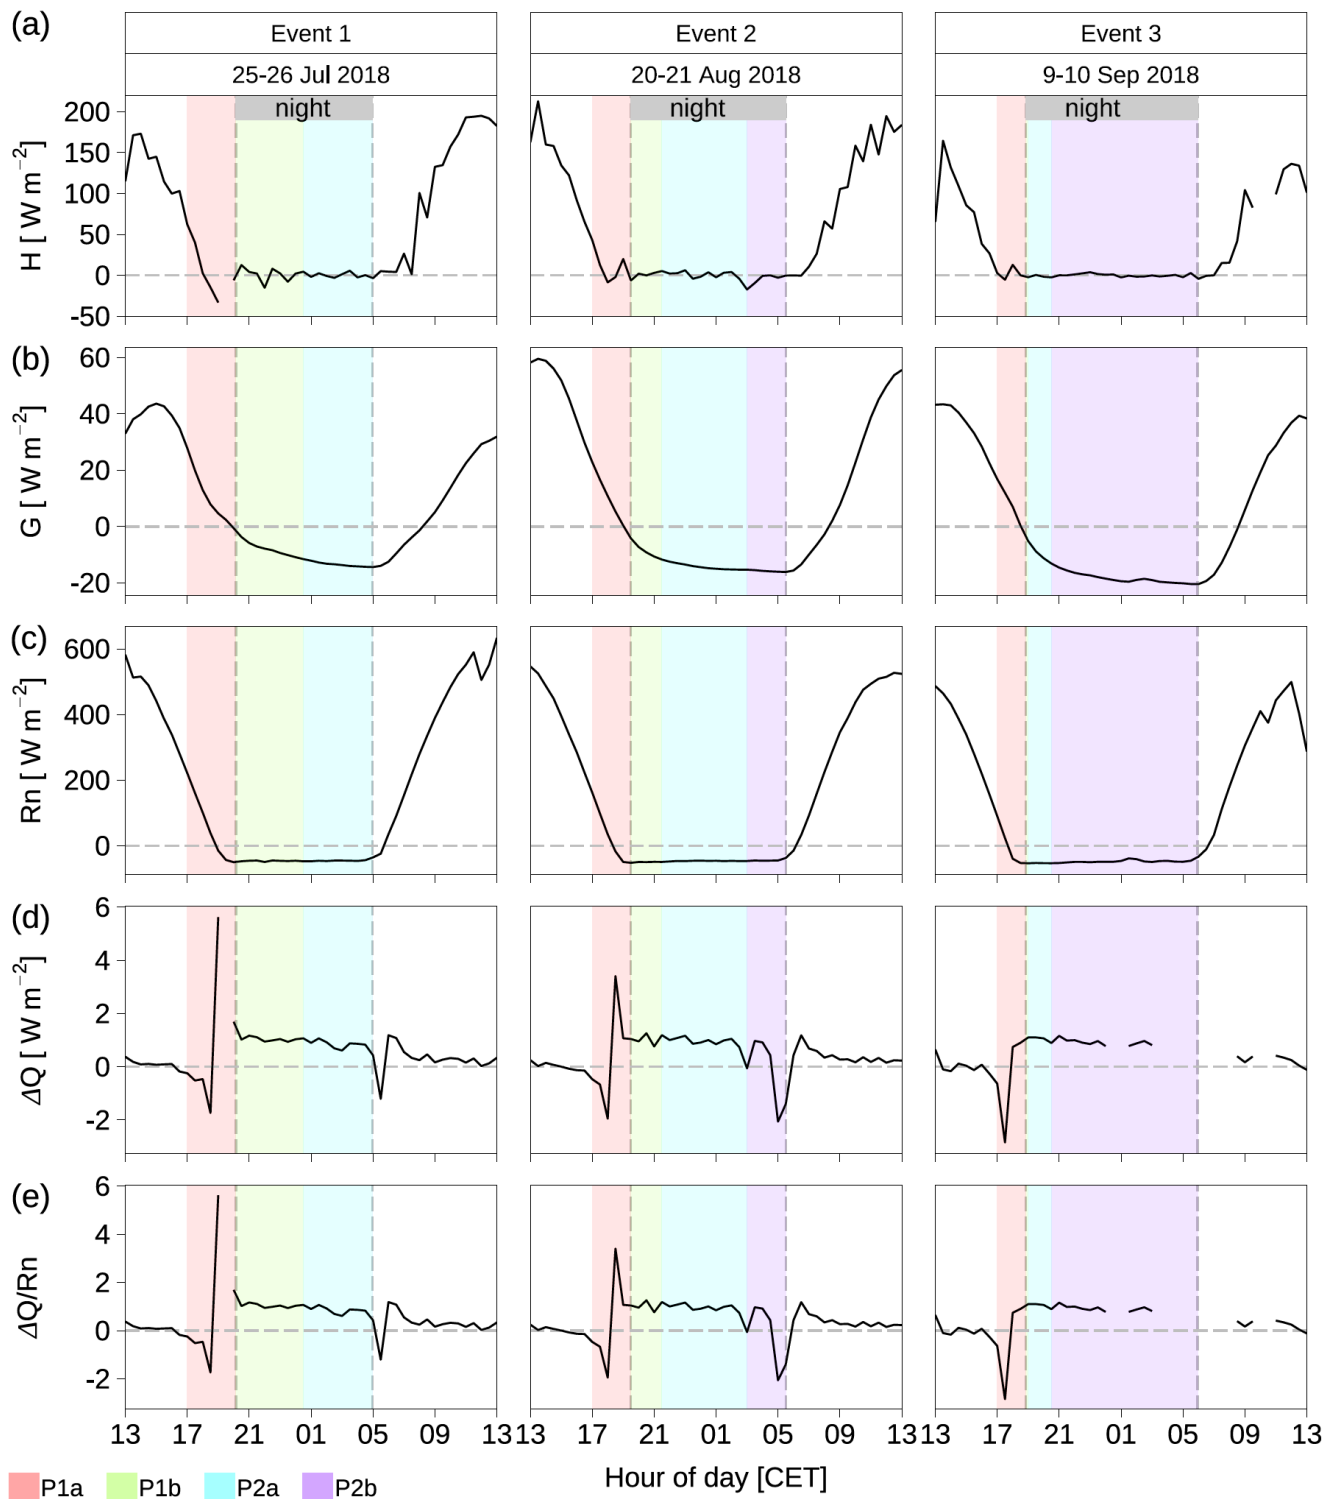 (a)
Event 1
Event 2
Event 3
25-26 Jul 2018
20-21 Aug 2018
9-10 Sep 2018
night
night
night
200
150
100
50
0
-50
H [ W m⁻²]
(b)
60
40
20
0
-20
G [ W m⁻²]
(c)
600
400
200
0
Rn [ W m⁻²]
(d)
6
4
2
0
-2
ΔQ [ W m⁻²]
(e)
6
4
2
0
-2
ΔQ/Rn
13 17 21 01 05 09 13
13 17 21 01 05 09 13
13 17 21 01 05 09 13
Hour of day [CET]
P1a P1b P2a P2b